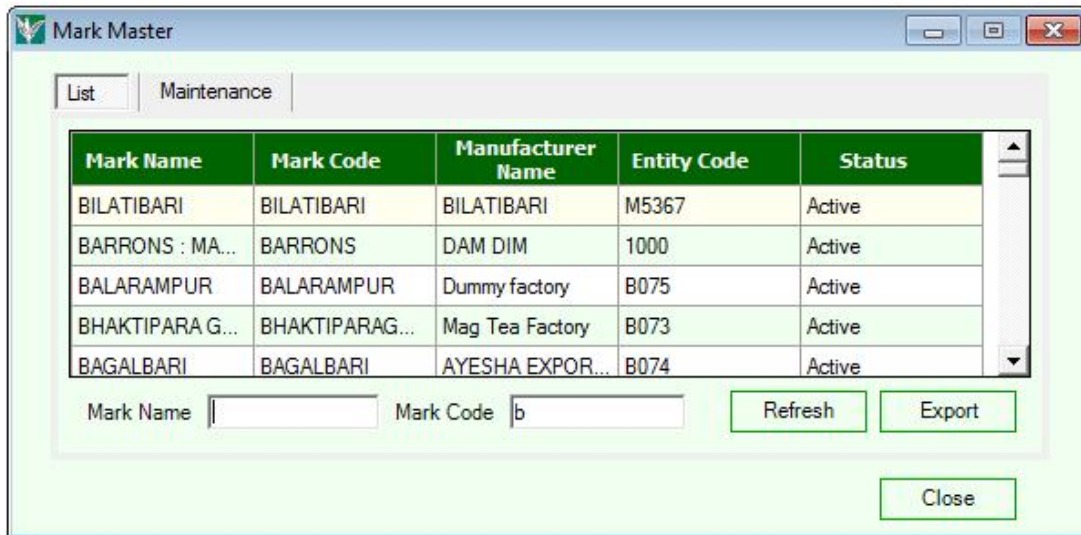 Mark Master
List Maintenance
Mark Name Mark Code Manufacturer Name Entity Code Status
BILATIBARI BILATIBARI BILATIBARI M5367 Active
BARRONS : MA... BARRONS DAM DIM 1000 Active
BALARAMPUR BALARAMPUR Dummy factory B075 Active
BHAKTIPARA G... BHAKTIPARAG... Mag Tea Factory B073 Active
BAGALBARI BAGALBARI AYESHA EXPOR... B074 Active
Mark Name Mark Code b Refresh Export
Close